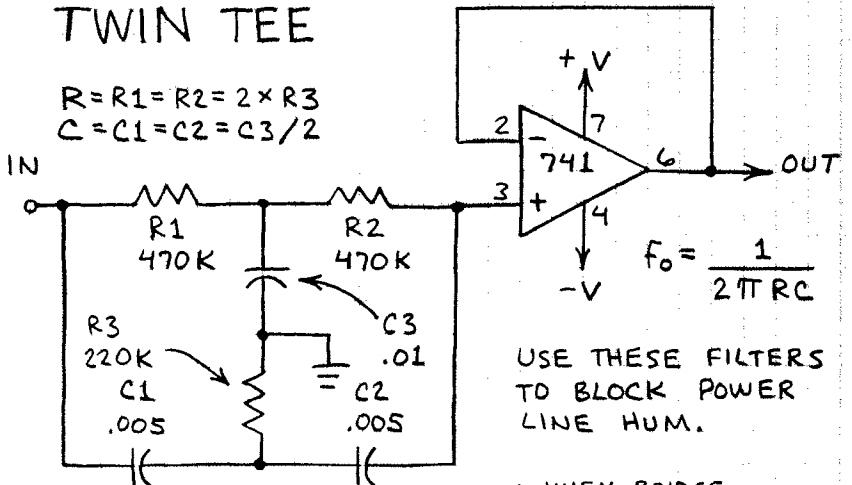 TWIN TEE
R=R1=R2=2×R3
C=C1=C2=C3/2
IN
R1
470K
R2
470K
R3
220K
C1
.005
C2
.005
C3
.01
2
-
3
+
741
+V
7
6
OUT
4
-V
fo= 1
2πRC
USE THESE FILTERS
TO BLOCK POWER
LINE HUM.